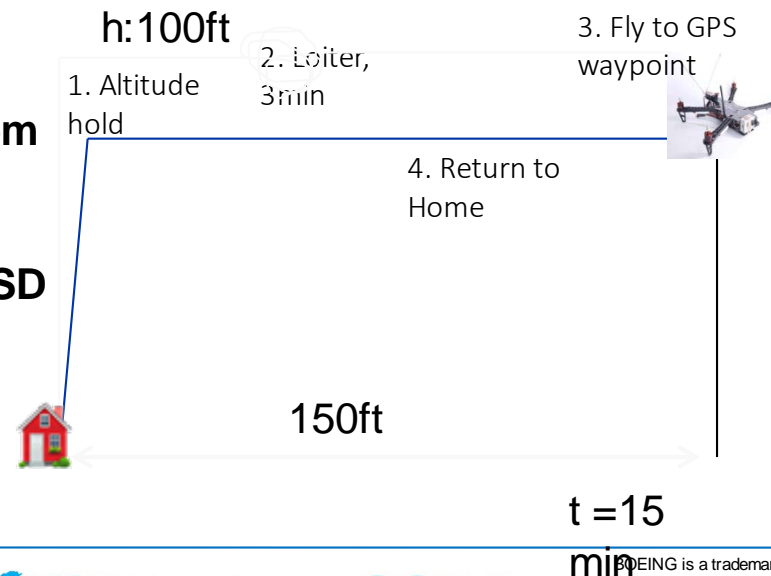 h:100ft
3. Fly to GPS
waypoint
2. Loiter,
3min
1. Altitude
hold
m
4. Return to
Home
SD
150ft
t =15
min
BOEING is a tradema